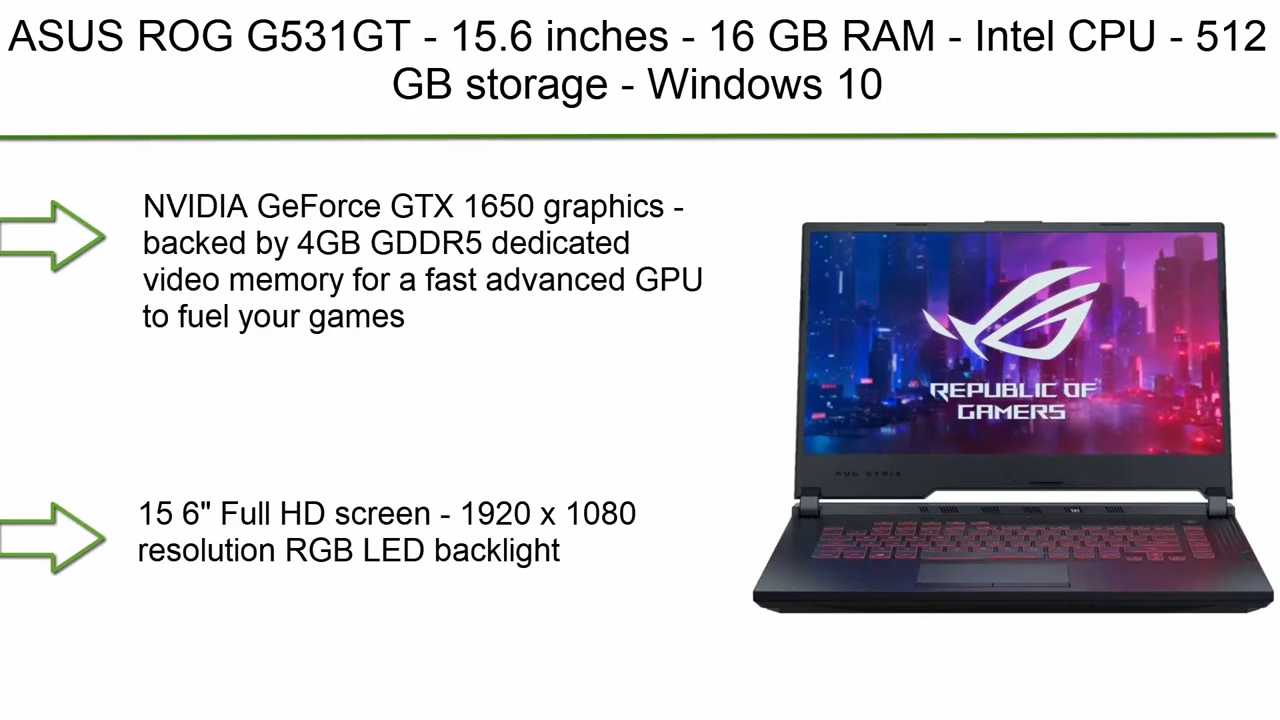 ASUS ROG G531GT - 15.6 inches - 16 GB RAM - Intel CPU - 512
GB storage - Windows 10
NVIDIA GeForce GTX 1650 graphics -
backed by 4GB GDDR5 dedicated
video memory for a fast advanced GPU
to fuel your games
REPUBLIC OF
GAMERS
ROG STRIX
15 6" Full HD screen - 1920 x 1080
resolution RGB LED backlight